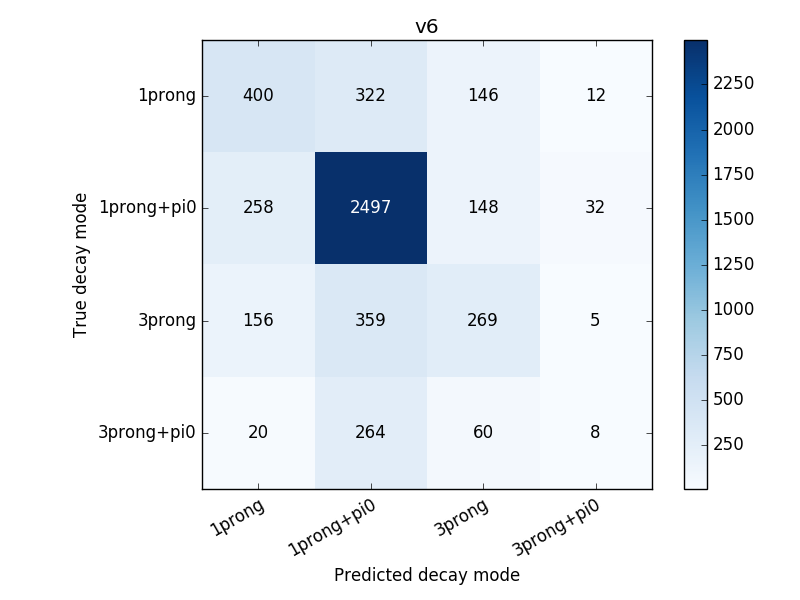 v6
True decay mode
1prong 400 322 146 12
1prong+pi0 258 2497 148 32
3prong 156 359 269 5
3prong+pi0 20 264 60 8
1prong 1prong+pi0 3prong 3prong+pi0
Predicted decay mode
2250
2000
1750
1500
1250
1000
750
500
250